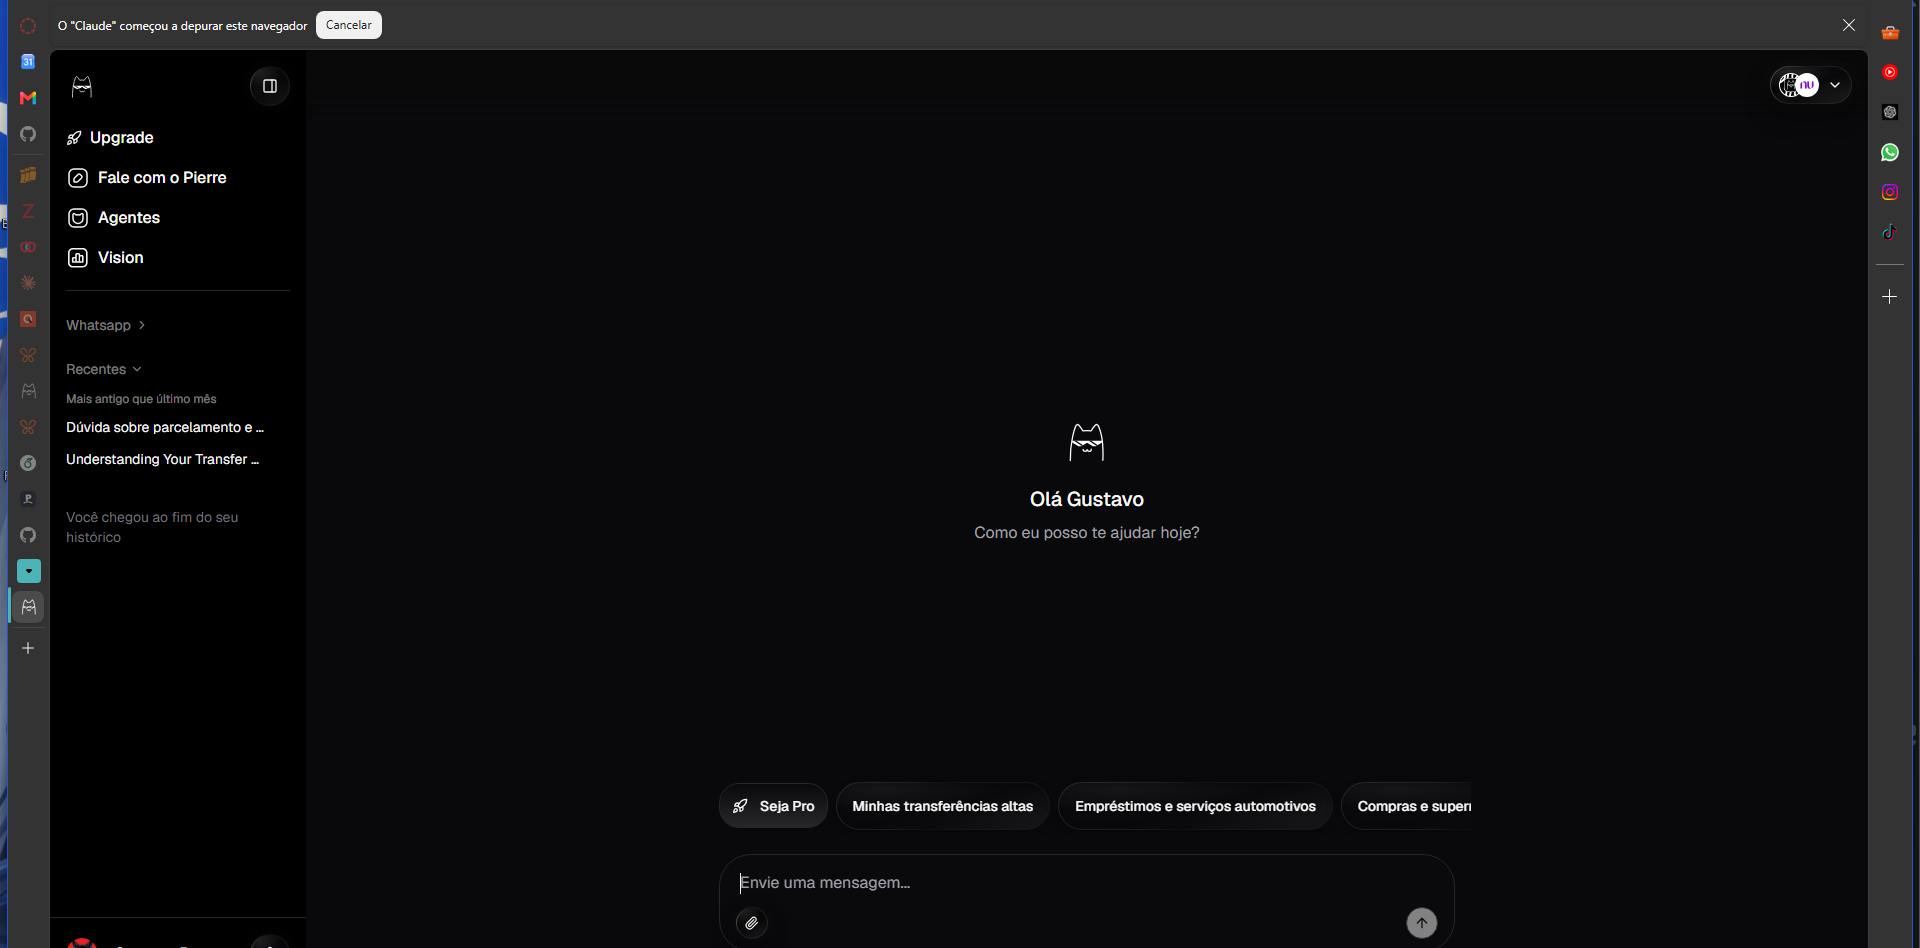 O "Claude" começou a depurar este navegador
Cancelar
31
nu
Upgrade
Fale com o Pierre
Agentes
Vision
Whatsapp
Recentes
Mais antigo que último mês
Dúvida sobre parcelamento e ...
Understanding Your Transfer ...
Você chegou ao fim do seu
histórico
Olá Gustavo
Como eu posso te ajudar hoje?
Seja Pro
Minhas transferências altas
Empréstimos e serviços automotivos
Compras e super
Envie uma mensagem...